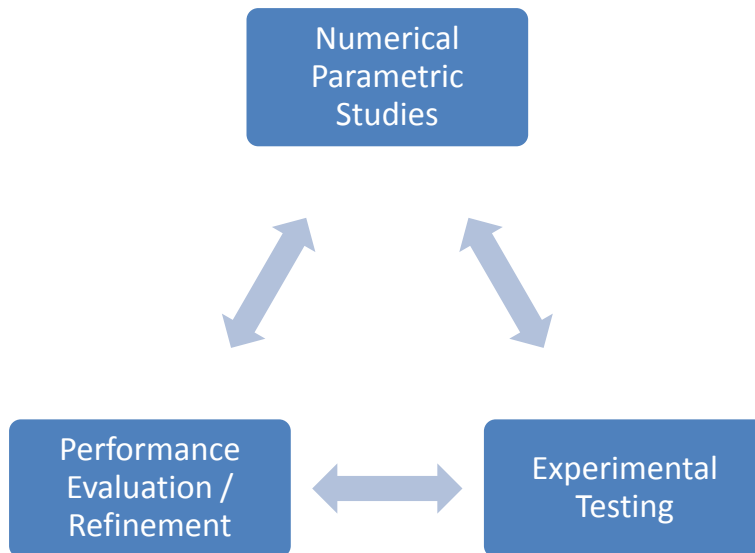 Numerical
Parametric
Studies
Performance
Evaluation /
Refinement
Experimental
Testing